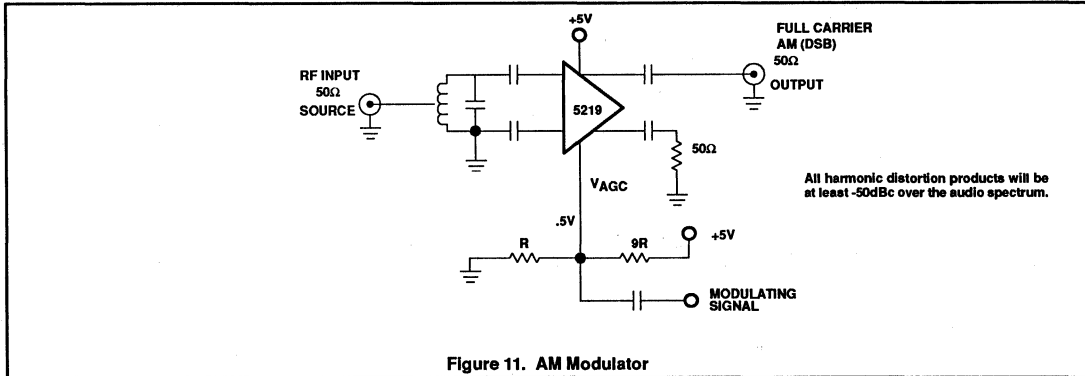 +5V
FULL CARRIER
AM (DSB)
50Ω
OUTPUT
RF INPUT
50Ω
SOURCE
5219
50Ω
All harmonic distortion products will be
at least -50dBc over the audio spectrum.
VAGC
.5V
R
9R
+5V
MODULATING
SIGNAL
Figure 11. AM Modulator